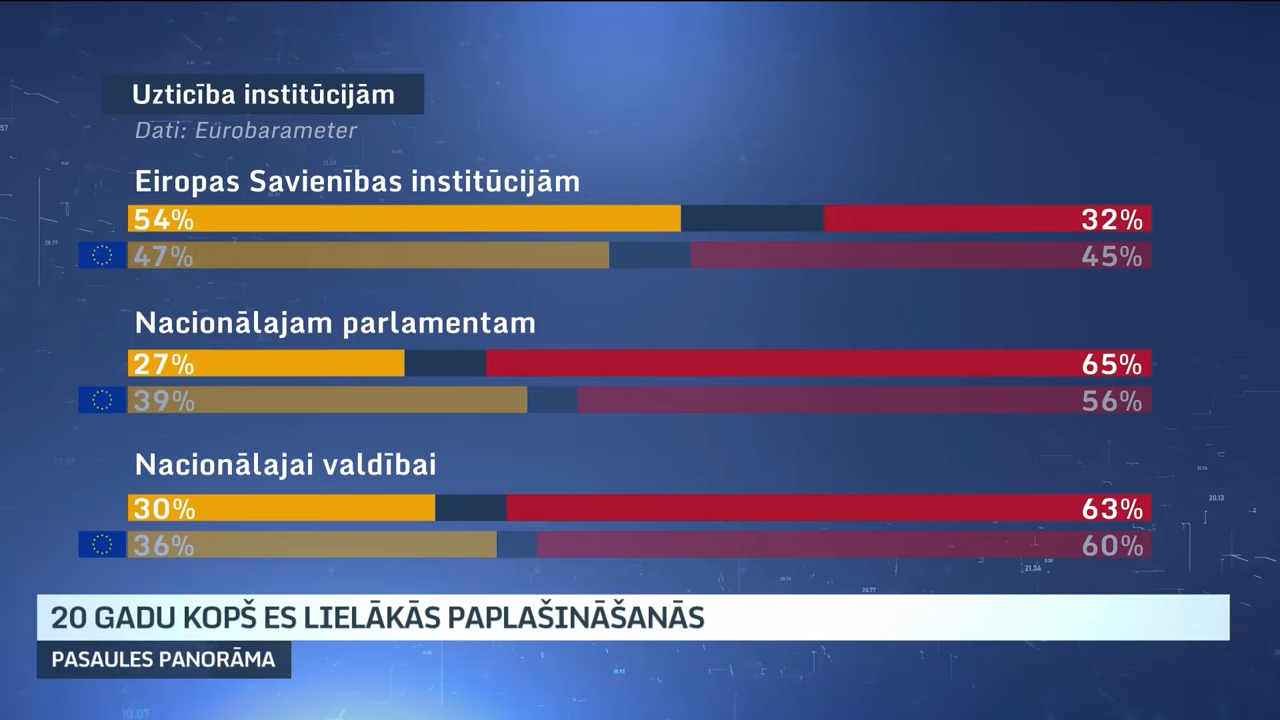 Uzticība institūcijām
Dati: Eurobarameter
Eiropas Savienības institūcijām
54% 32%
47% 45%
Nacionālajam parlamentam
27% 65%
39% 56%
Nacionālajai valdībai
30% 63%
36% 60%
20 GADU KOPŠ ES LIELĀKĀS PAPLAŠINĀŠANĀS
PASAULES PANORĀMA